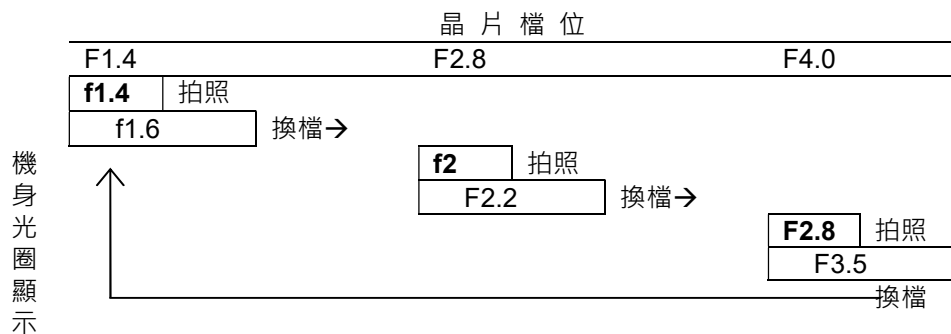 晶 片 檔 位
F1.4 F2.8 F4.0
f1.4 拍照
f1.6 換檔→
f2 拍照
F2.2 換檔→
F2.8 拍照
F3.5
換檔
機
身
光
圈
顯
示